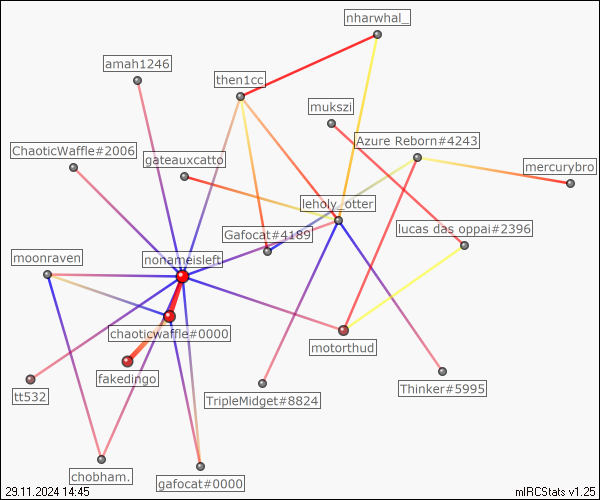 nharwhal_
amah1246
then1cc
mukszi
Azure Reborn#4243
ChaoticWaffle#2006
gateauxcatto
mercurybro
leholy_otter
Gafocat#4189
lucas das oppai#2396
moonraven
nonameisleft
chaoticwaffle#0000
motorthud
fakedingo
tt532
TripleMidget#8824
Thinker#5995
chobham.
gafocat#0000
29.11.2024 14:45
mIRCStats v1.25